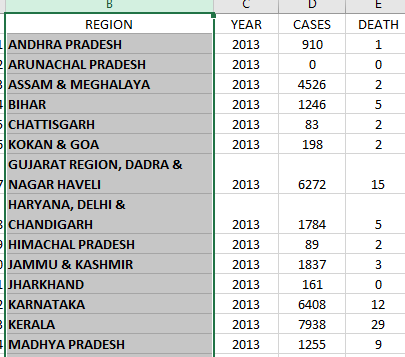 B C D E
REGION YEAR CASES DEATH
ANDHRA PRADESH 2013 910 1
ARUNACHAL PRADESH 2013 0 0
ASSAM & MEGHALAYA 2013 4526 2
BIHAR 2013 1246 5
CHATTISGARH 2013 83 2
KOKAN & GOA 2013 198 2
GUJARAT REGION, DADRA &
NAGAR HAVELI 2013 6272 15
HARYANA, DELHI &
CHANDIGARH 2013 1784 5
HIMACHAL PRADESH 2013 89 2
JAMMU & KASHMIR 2013 1837 3
JHARKHAND 2013 161 0
KARNATAKA 2013 6408 12
KERALA 2013 7938 29
MADHYA PRADESH 2013 1255 9